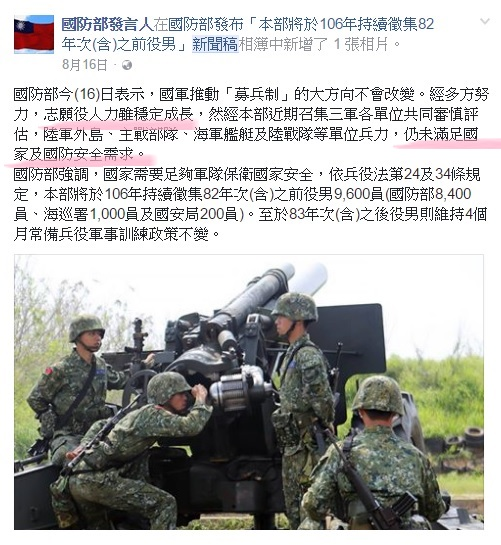 國防部發言人在國防部發布「本部將於106年持續徵集82
年次(含)之前役男」新聞稿相簿中新增了 1 張相片。
8月16日
國防部今(16)日表示，國軍推動「募兵制」的大方向不會改變。經多方努
力，志願役人力雖穩定成長，然經本部近期召集三軍各單位共同審慎評
估，陸軍外島、主戰部隊、海軍艦艇及陸戰隊等單位兵力，仍未滿足國
家及國防安全需求。
國防部強調，國家需要足夠軍隊保衛國家安全，依兵役法第24及34條規
定，本部將於106年持續徵集82年次(含)之前役男9,600員(國防部8,400
員、海巡署1,000員及國安局200員)。至於83年次(含)之後役男則維持4個
月常備兵役軍事訓練政策不變。